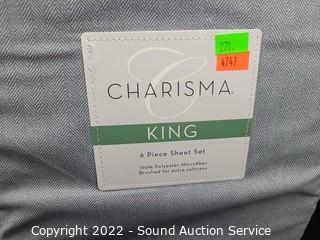 270.
4747
C
CHARISMA®
KING
6 Piece Sheet Set
100% Polyester Microfiber
Brushed for extra softness
Copyright 2022 - Sound Auction Service